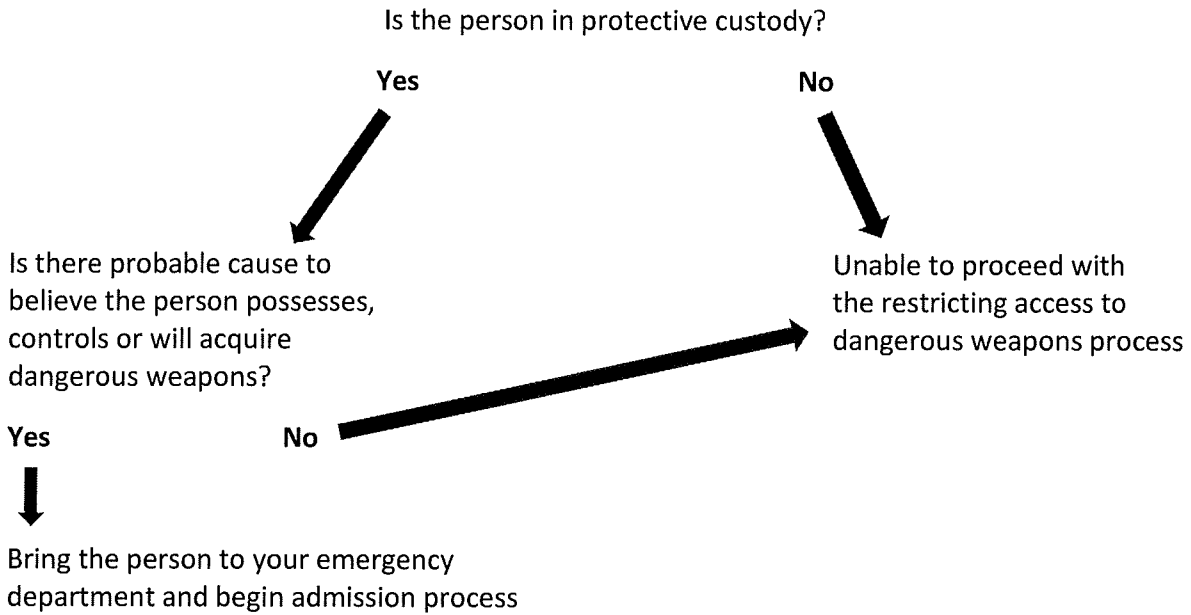 Is the person in protective custody?
Yes
No
Is there probable cause to
believe the person possesses,
controls or will acquire
dangerous weapons?
Unable to proceed with
the restricting access to
dangerous weapons process
Yes
No
Bring the person to your emergency
department and begin admission process